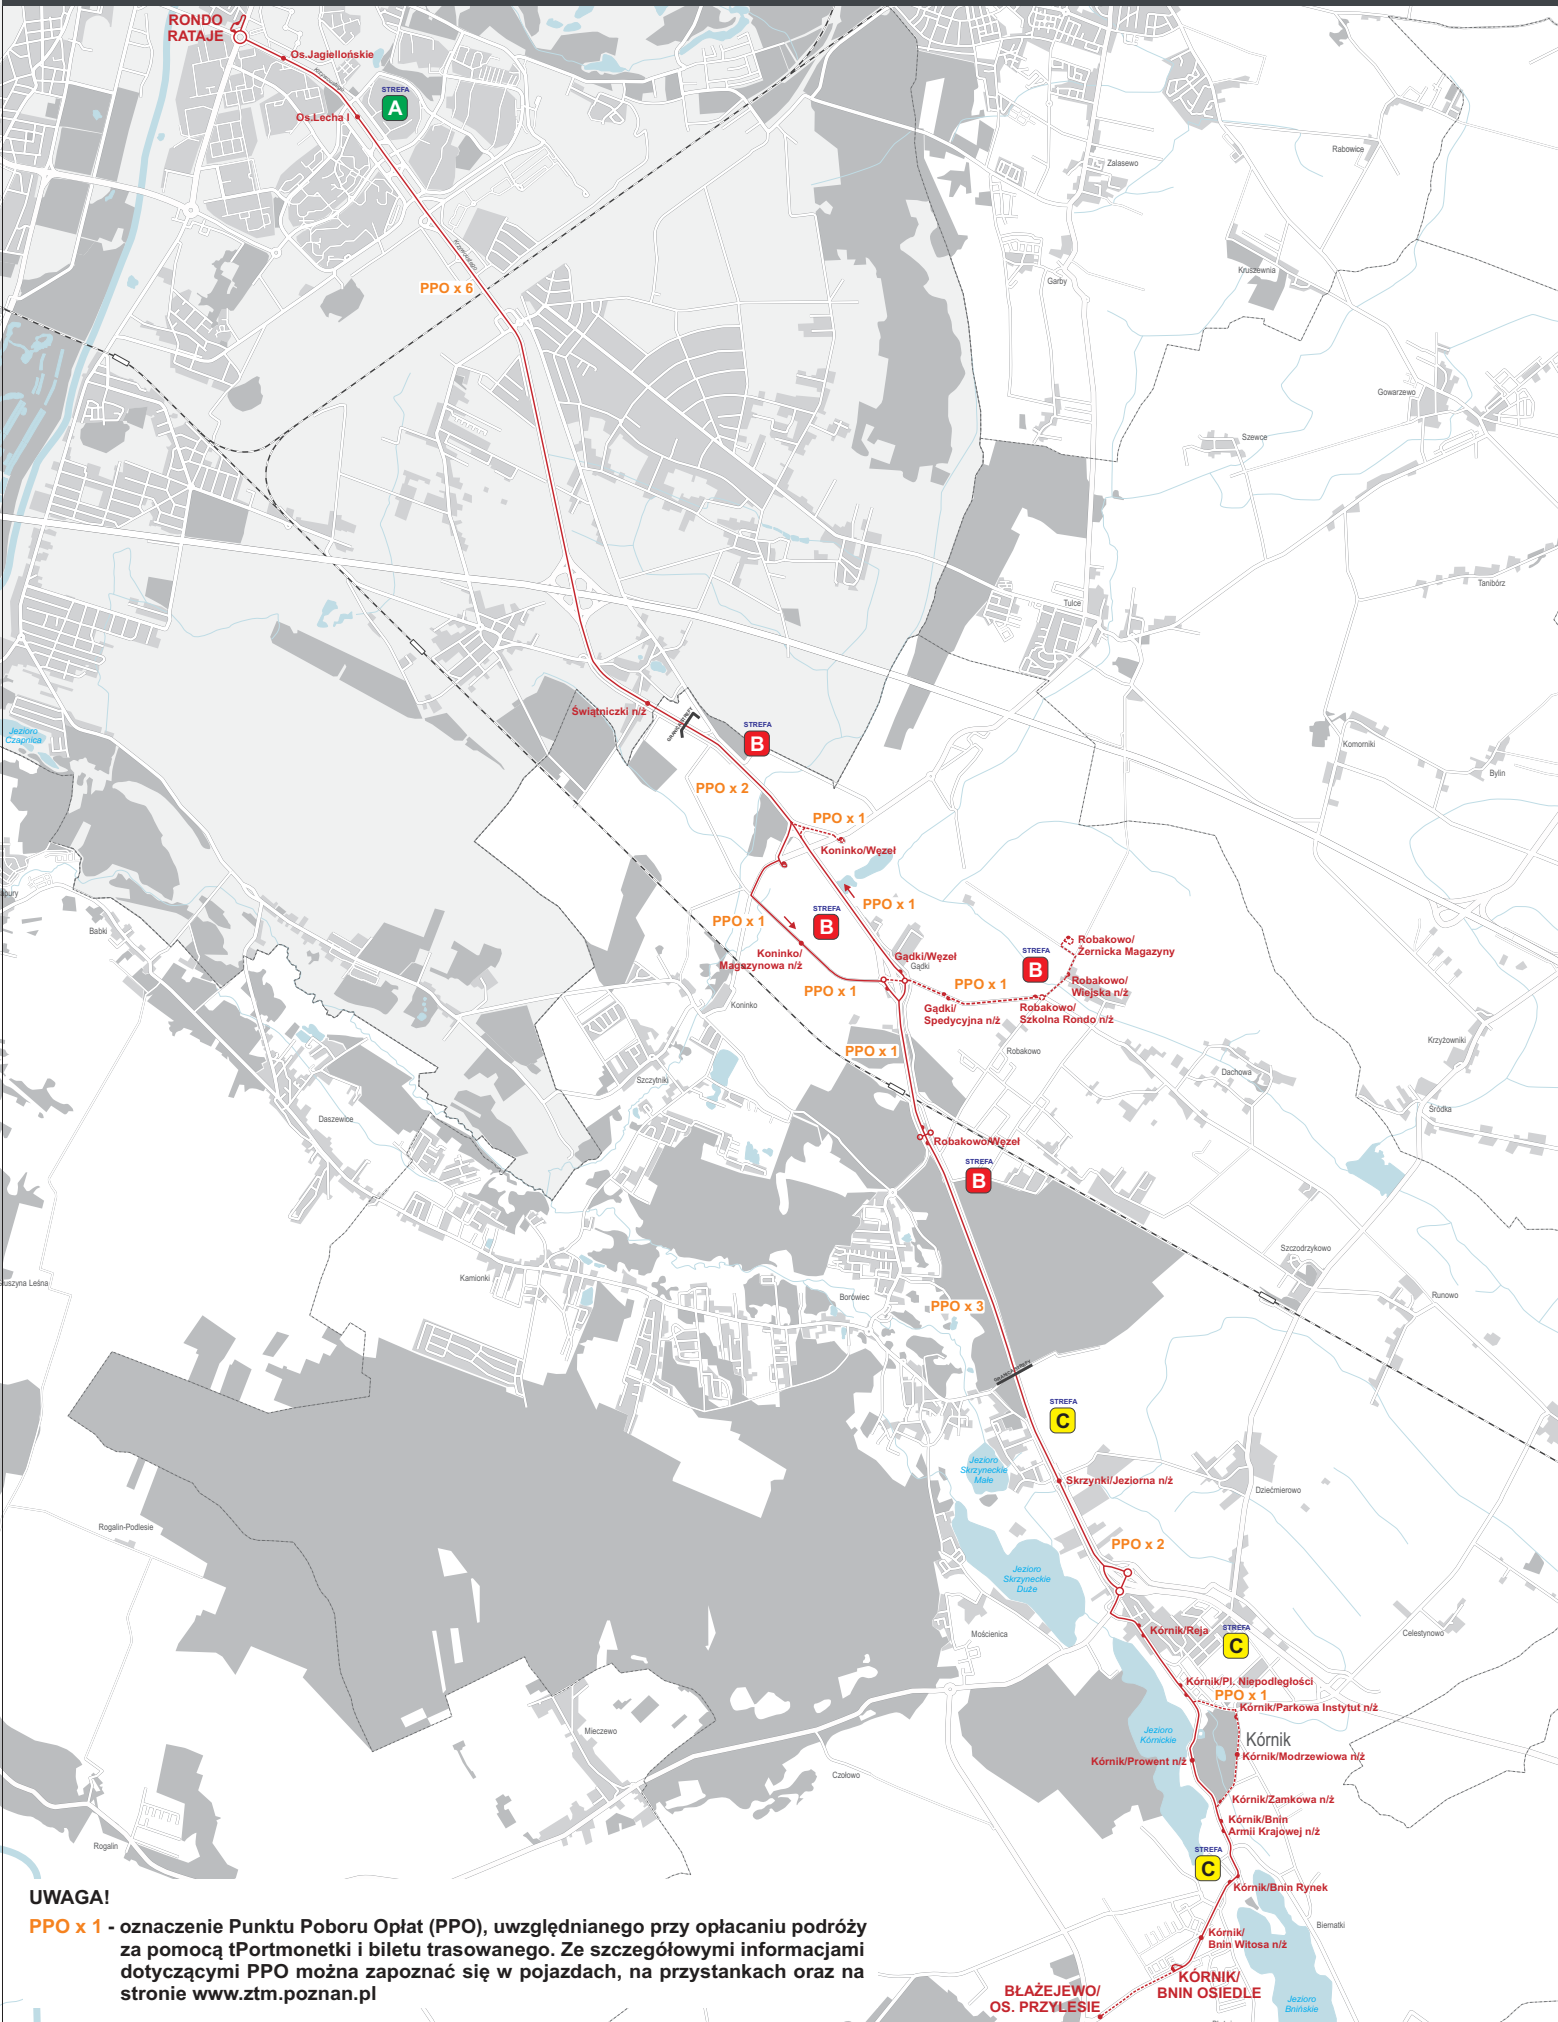 RONDO
RATAJE
Os.Jagiellońskie
STREFA
A
Os.Lecha I
Rabowice
Zalasewo
PPO x 6
Garby
Kruszewnia
Gowarzewo
Szewce
Tanibórz
Tulce
Świątniczki n/ż
STREFA
B
Jezioro
Czapnica
Komorniki
Bylin
PPO x 2
PPO x 1
Koninko/Węzeł
PPO x 1
STREFA
B
PPO x 1
Babki
Koninko/
Magazynowa n/ż
Gądki/Węzeł
Gądki
STREFA
B
Robakowo/
Żernicka Magazyny
PPO x 1
PPO x 1
Robakowo/
Wiejska n/ż
Koninko
Gądki/
Spedycyjna n/ż
Robakowo/
Szkolna Rondo n/ż
PPO x 1
Robakowo
Krzyżowniki
Szczytniki
Dachowa
Śródka
Daszewice
Robakowo/Węzeł
STREFA
B
Szczodrzykowo
Kamionki
Borówiec
Runowo
PPO x 3
STREFA
C
Jezioro
Skrzyneckie
Małe
Skrzynki/Jeziorna n/ż
Dziećmierowo
Rogalin-Podlesie
PPO x 2
Jezioro
Skrzyneckie
Duże
Mościenica
Kórnik/Reja
STREFA
C
Celestynowo
Kórnik/Pl. Niepodległości
PPO x 1
Kórnik/Parkowa Instytut n/ż
Mieczewo
Jezioro
Kórnickie
Kórnik
Kórnik/Modrzewiowa n/ż
Kórnik/Prowent n/ż
Czołowo
Kórnik/Zamkowa n/ż
Kórnik/Bnin
Armii Krajowej n/ż
Rogalin
STREFA
C
Kórnik/Bnin Rynek
Biernatki
Kórnik/
Bnin Witosa n/ż
KÓRNIK/
BNIN OSIEDLE
BŁAŻEJEWO/
OS. PRZYLESIE
Jezioro
Bnińskie
UWAGA!
PPO x 1 - oznaczenie Punktu Poboru Opłat (PPO), uwzględnianego przy opłacaniu podróży
za pomocą tPortmonetki i biletu trasowanego. Ze szczegółowymi informacjami
dotyczącymi PPO można zapoznać się w pojazdach, na przystankach oraz na
stronie www.ztm.poznan.pl